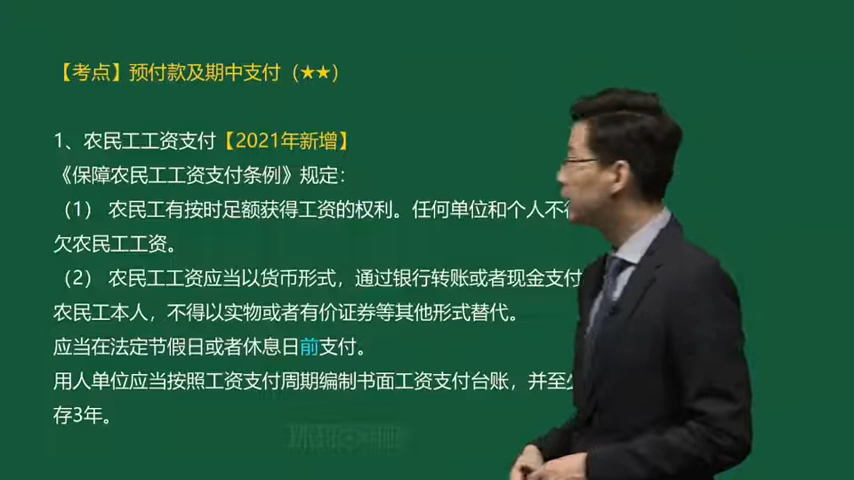 【考点】预付款及期中支付（★★）
1、农民工工资支付【2021年新增】
《保障农民工工资支付条例》规定：
（1） 农民工有按时足额获得工资的权利。任何单位和个人不得
欠农民工工资。
（2） 农民工工资应当以货币形式，通过银行转账或者现金支付
农民工本人，不得以实物或者有价证券等其他形式替代。
应当在法定节假日或者休息日前支付。
用人单位应当按照工资支付周期编制书面工资支付台账，并至
存3年。